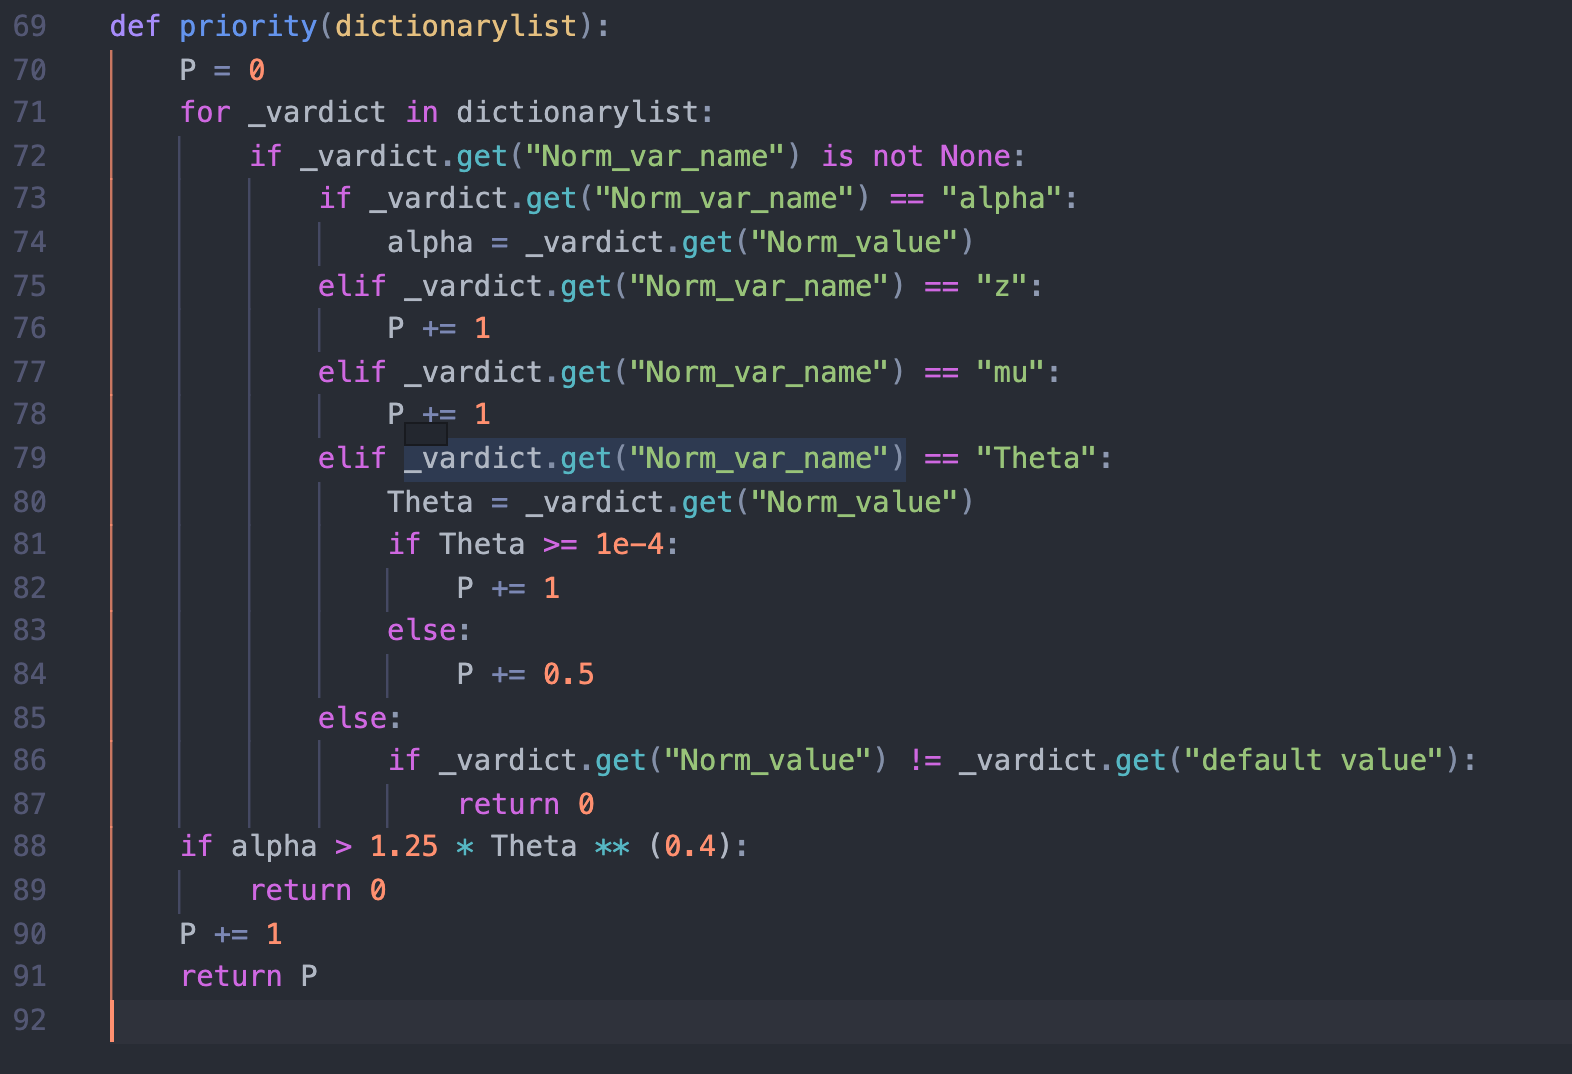 69 def priority(dictionarylist):
70     P = 0
71     for _vardict in dictionarylist:
72         if _vardict.get("Norm_var_name") is not None:
73             if _vardict.get("Norm_var_name") == "alpha":
74                 alpha = _vardict.get("Norm_value")
75             elif _vardict.get("Norm_var_name") == "z":
76                 P += 1
77             elif _vardict.get("Norm_var_name") == "mu":
78                 P += 1
79             elif _vardict.get("Norm_var_name") == "Theta":
80                 Theta = _vardict.get("Norm_value")
81                 if Theta >= 1e-4:
82                     P += 1
83                 else:
84                     P += 0.5
85             else:
86                 if _vardict.get("Norm_value") != _vardict.get("default value"):
87                     return 0
88     if alpha > 1.25 * Theta ** (0.4):
89         return 0
90     P += 1
91     return P
92